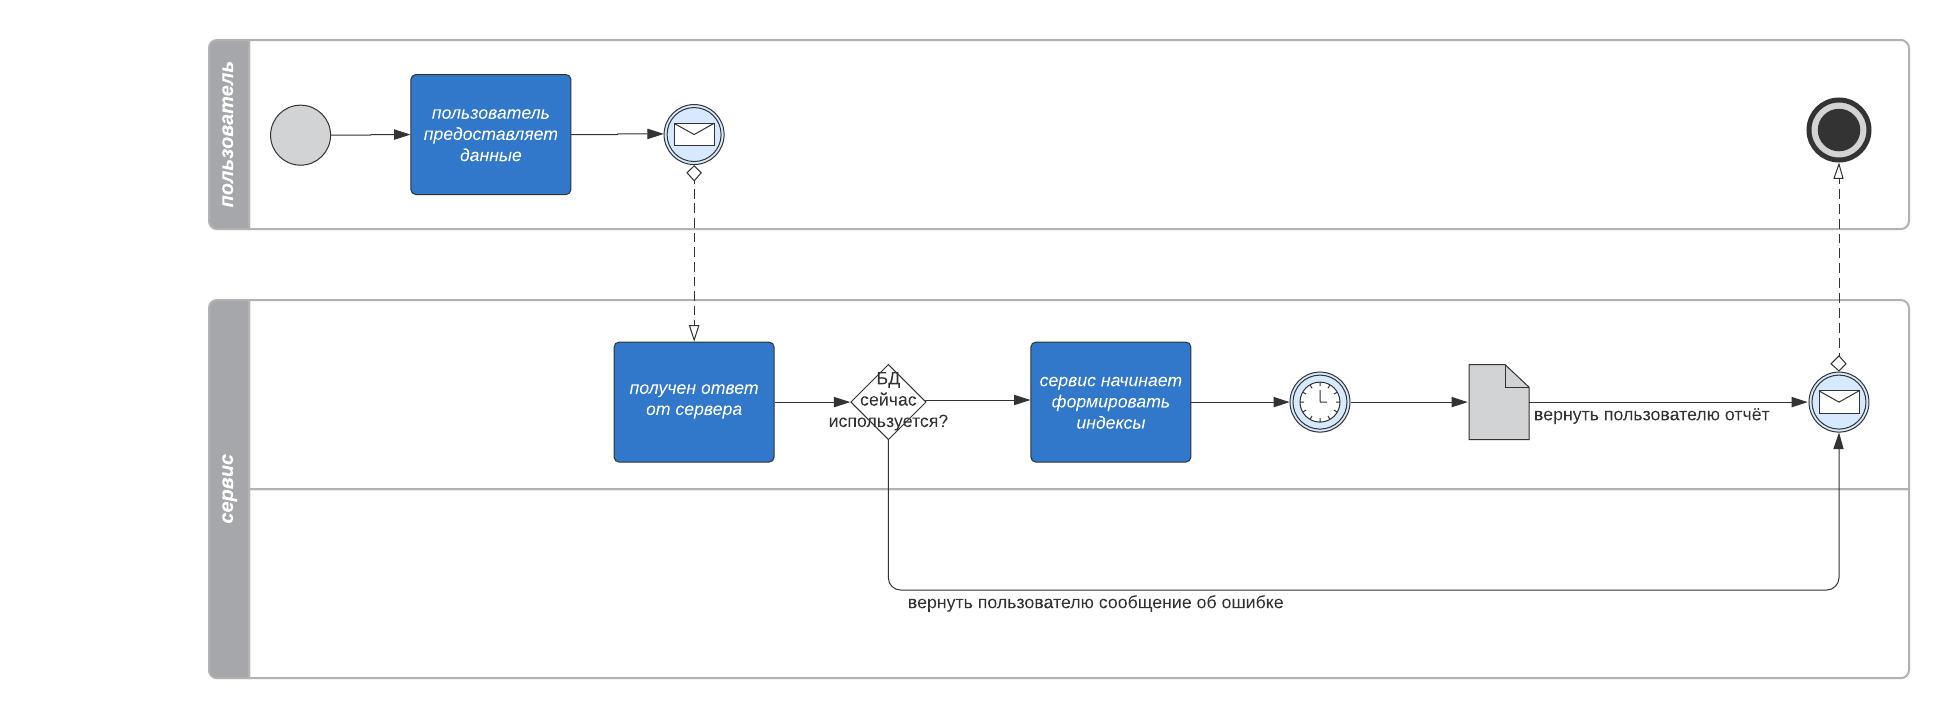 пользователь
пользователь
предоставляет
данные
сервис
получен ответ
от сервера
БД
сейчас
используется?
сервис начинает
формировать
индексы
вернуть пользователю отчёт
вернуть пользователю сообщение об ошибке